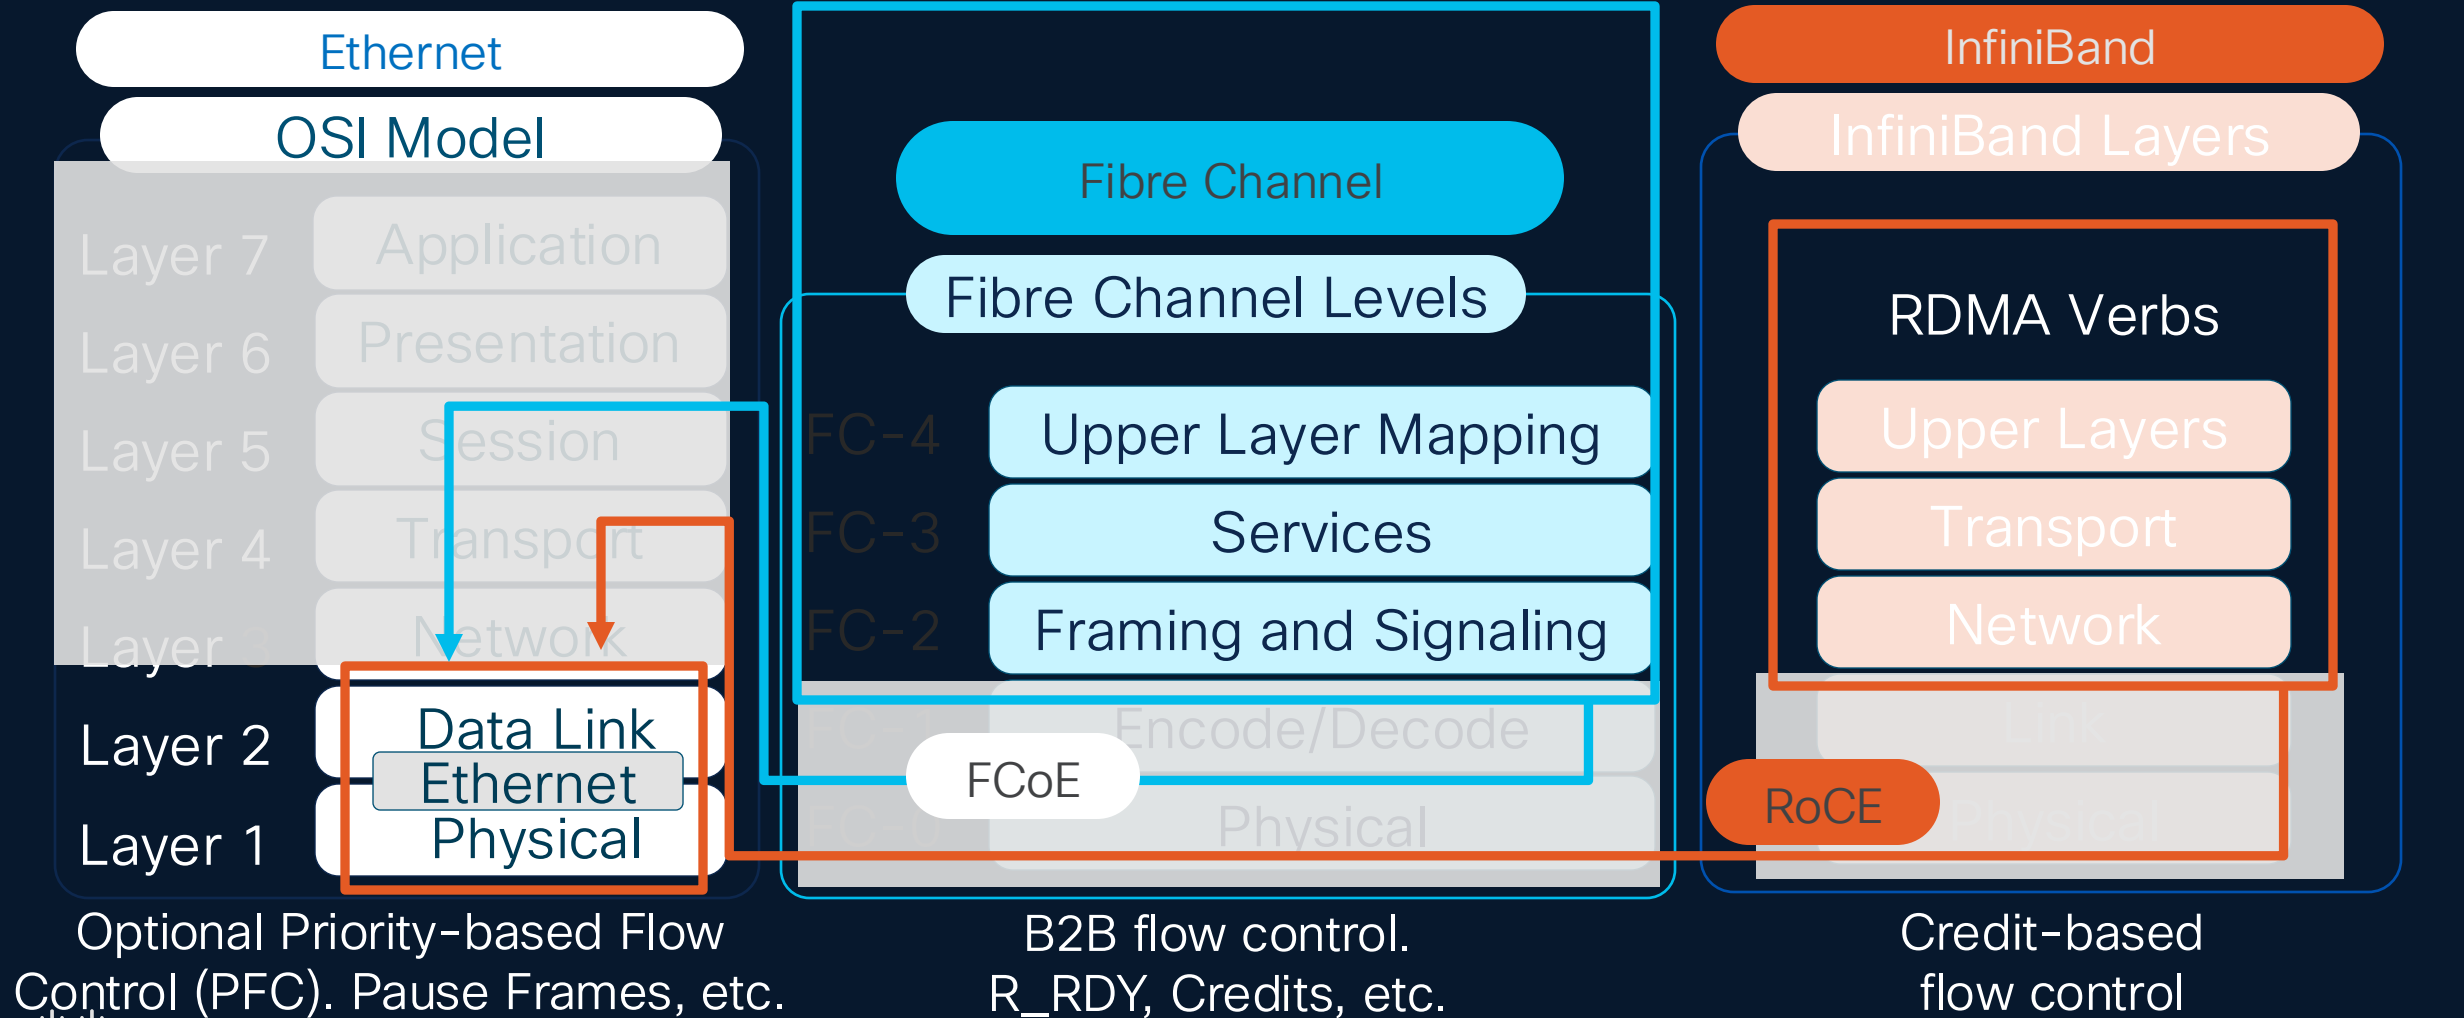 Ethernet
OSI Model
Layer 7
Application
Layer 6
Presentation
Layer 5
Session
Layer 4
Transport
Layer 3
Network
Layer 2
Data Link
Ethernet
Layer 1
Physical
Optional Priority-based Flow
Control (PFC). Pause Frames, etc.
Fibre Channel
Fibre Channel Levels
FC-4
Upper Layer Mapping
FC-3
Services
FC-2
Framing and Signaling
Encode/Decode
FCoE
Physical
B2B flow control.
R_RDY, Credits, etc.
InfiniBand
InfiniBand Layers
RDMA Verbs
Upper Layers
Transport
Network
Link
RoCE
Physical
Credit-based
flow control